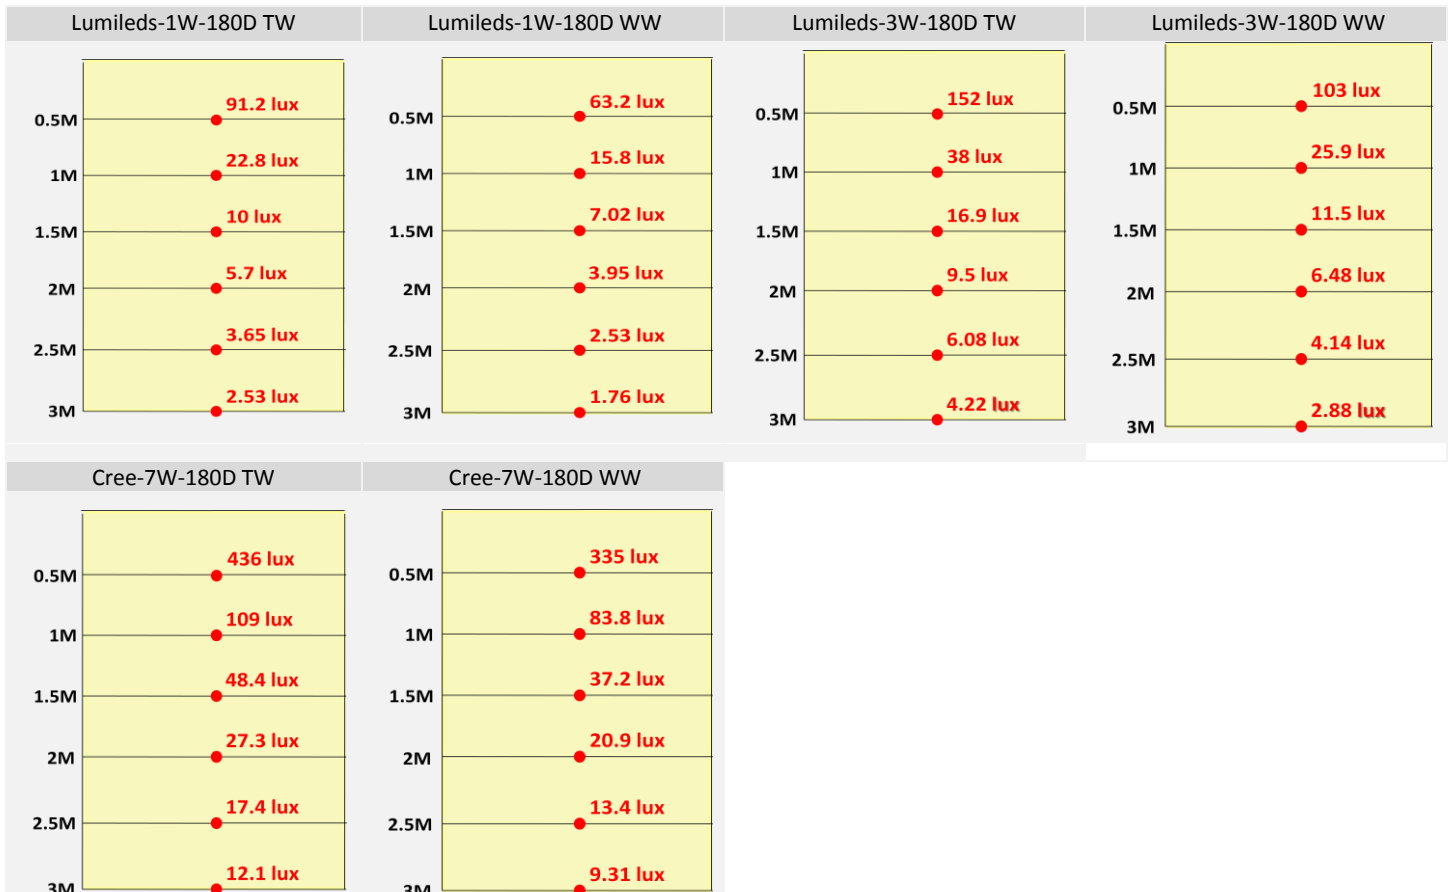 Lumileds-1W-180D TW
91.2 lux
0.5M
22.8 lux
1M
10 lux
1.5M
5.7 lux
2M
3.65 lux
2.5M
2.53 lux
3M
Lumileds-1W-180D WW
63.2 lux
0.5M
15.8 lux
1M
7.02 lux
1.5M
3.95 lux
2M
2.53 lux
2.5M
1.76 lux
3M
Lumileds-3W-180D TW
152 lux
0.5M
38 lux
1M
16.9 lux
1.5M
9.5 lux
2M
6.08 lux
2.5M
4.22 lux
3M
Lumileds-3W-180D WW
103 lux
0.5M
25.9 lux
1M
11.5 lux
1.5M
6.48 lux
2M
4.14 lux
2.5M
2.88 lux
3M
Cree-7W-180D TW
436 lux
0.5M
109 lux
1M
48.4 lux
1.5M
27.3 lux
2M
17.4 lux
2.5M
12.1 lux
3M
Cree-7W-180D WW
335 lux
0.5M
83.8 lux
1M
37.2 lux
1.5M
20.9 lux
2M
13.4 lux
2.5M
9.31 lux
3M